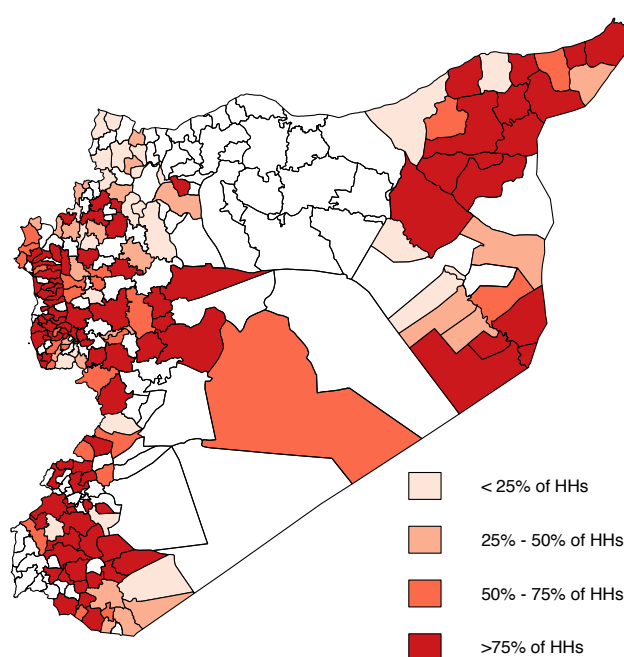 < 25% of HHs
25% - 50% of HHs
50% - 75% of HHs
>75% of HHs